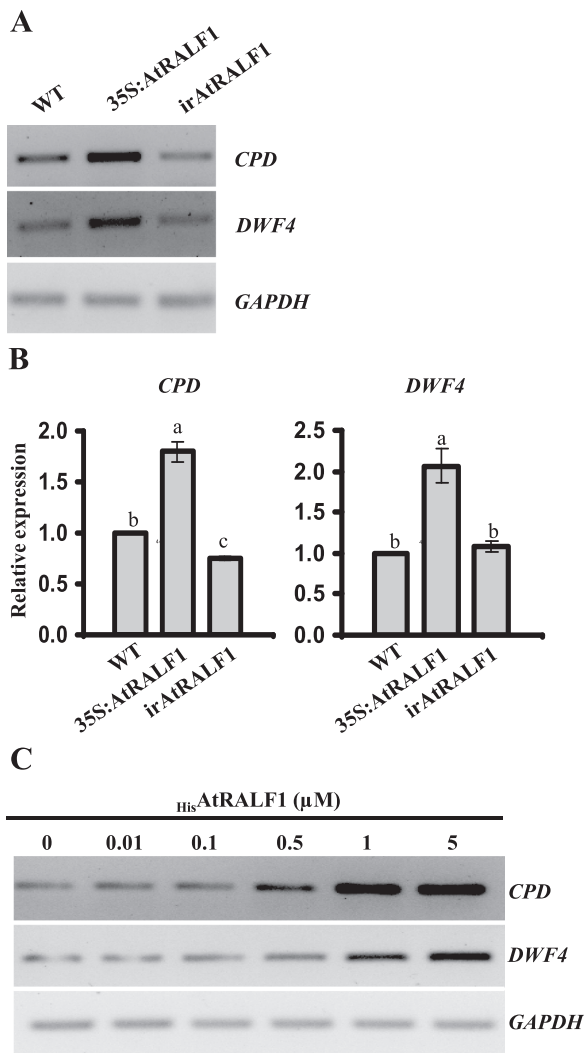 A
WT 35S:AtRALF1 irAtRALF1
CPD
DWF4
GAPDH
B
CPD DWF4
Relative expression
2.0
1.5
1.0
0.5
0.0
b a c
WT 35S:AtRALF1 irAtRALF1
2.5
2.0
1.5
1.0
0.5
0.0
b a b
WT 35S:AtRALF1 irAtRALF1
C
HisAtRALF1 (µM)
0 0.01 0.1 0.5 1 5
CPD
DWF4
GAPDH